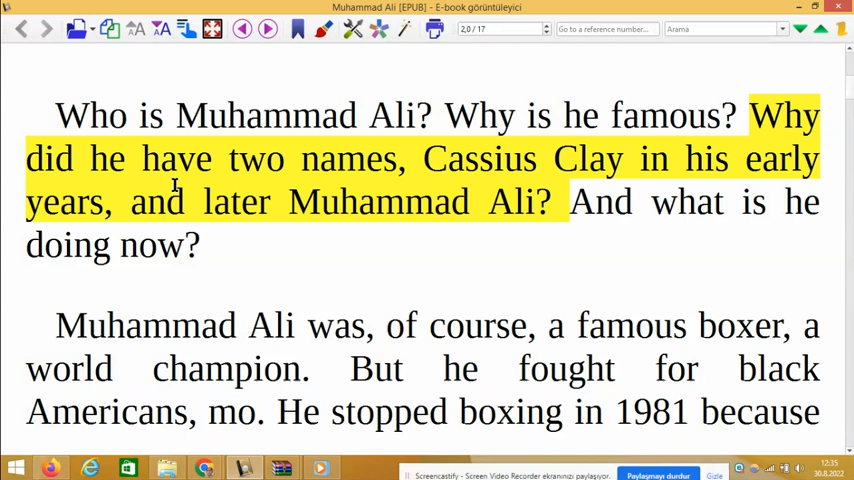 Muhammad Ali [EPUB] - E-book görüntüleyici
2,0 / 17
Go to a reference number...
Arama
Who is Muhammad Ali? Why is he famous? Why
did he have two names, Cassius Clay in his early
years, and later Muhammad Ali? And what is he
doing now?
Muhammad Ali was, of course, a famous boxer, a
world champion. But he fought for black
Americans, mo. He stopped boxing in 1981 because
Screencastify - Screen Video Recorder ekranınızı paylaşıyor.
Paylaşmayı durdur
Gizle
12:35
30.8.2022